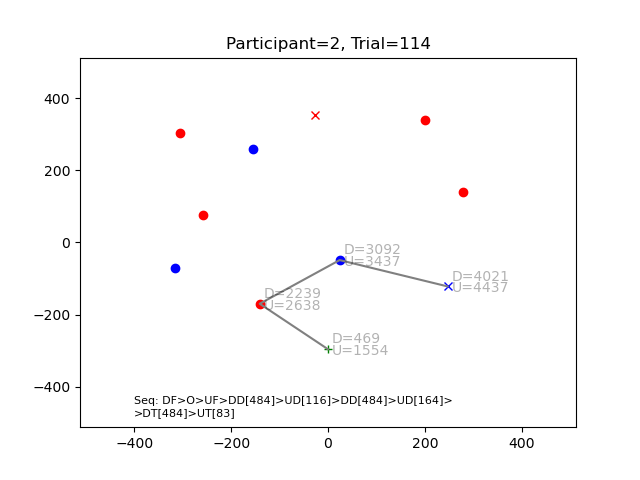 Participant=2, Trial=114
400
200
0
−200
−400
D=3092
U=3437
D=4021
U=4437
D=2239
U=2638
D=469
U=1554
Seq: DF>O>UF>DD[484]>UD[116]>DD[484]>UD[164]>
>DT[484]>UT[83]
−400
−200
0
200
400